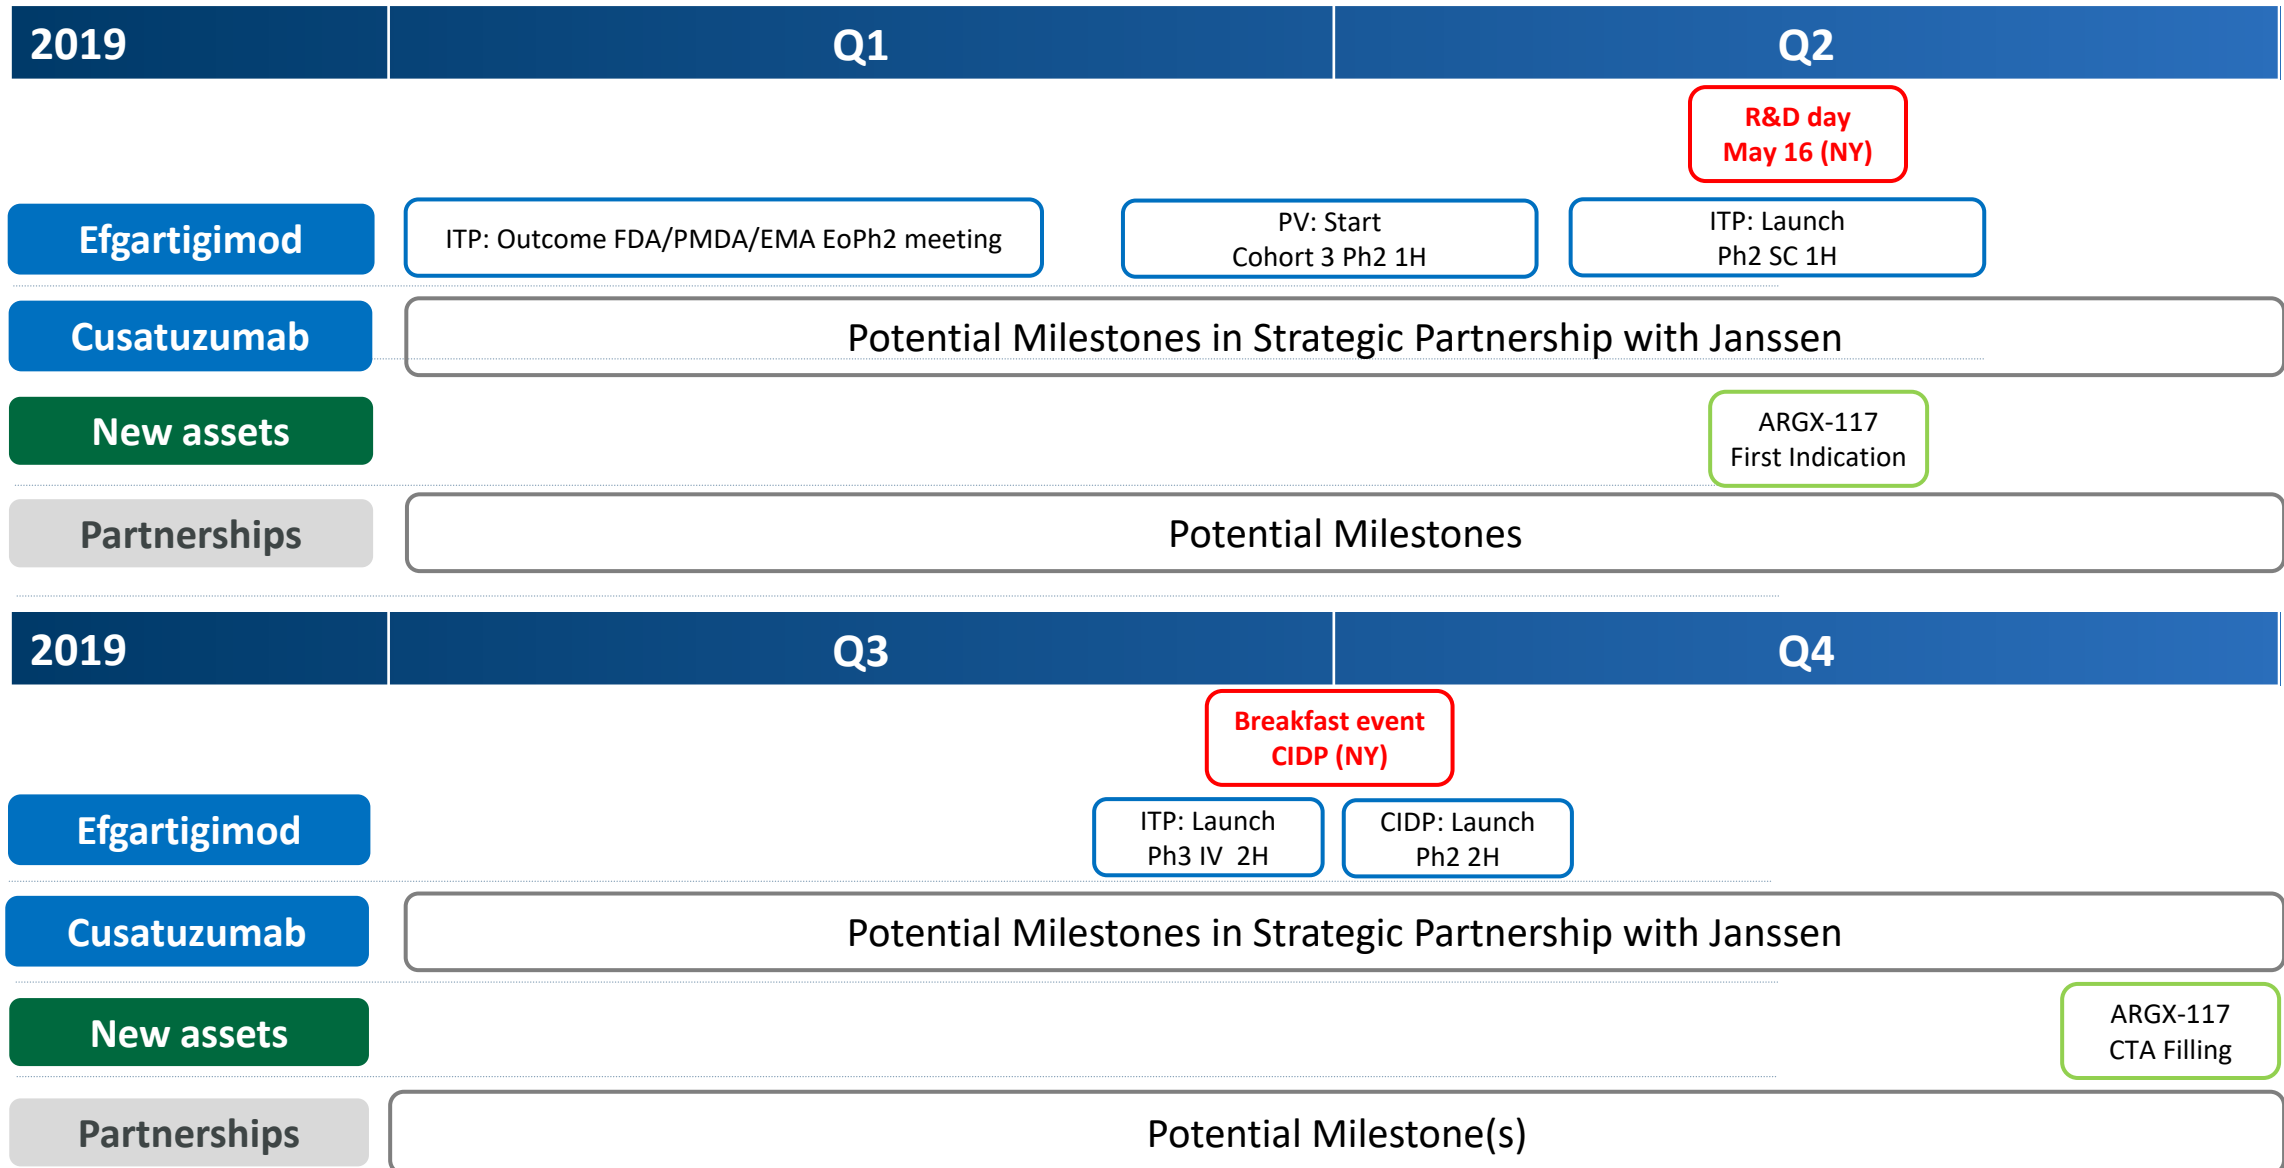 2019 Q1 Q2
R&D day
May 16 (NY)
Efgartigimod
ITP: Outcome FDA/PMDA/EMA EoPh2 meeting
PV: Start
Cohort 3 Ph2 1H
ITP: Launch
Ph2 SC 1H
Cusatuzumab
Potential Milestones in Strategic Partnership with Janssen
New assets
ARGX-117
First Indication
Partnerships
Potential Milestones
2019 Q3 Q4
Breakfast event
CIDP (NY)
Efgartigimod
ITP: Launch
Ph3 IV 2H
CIDP: Launch
Ph2 2H
Cusatuzumab
Potential Milestones in Strategic Partnership with Janssen
New assets
ARGX-117
CTA Filling
Partnerships
Potential Milestone(s)